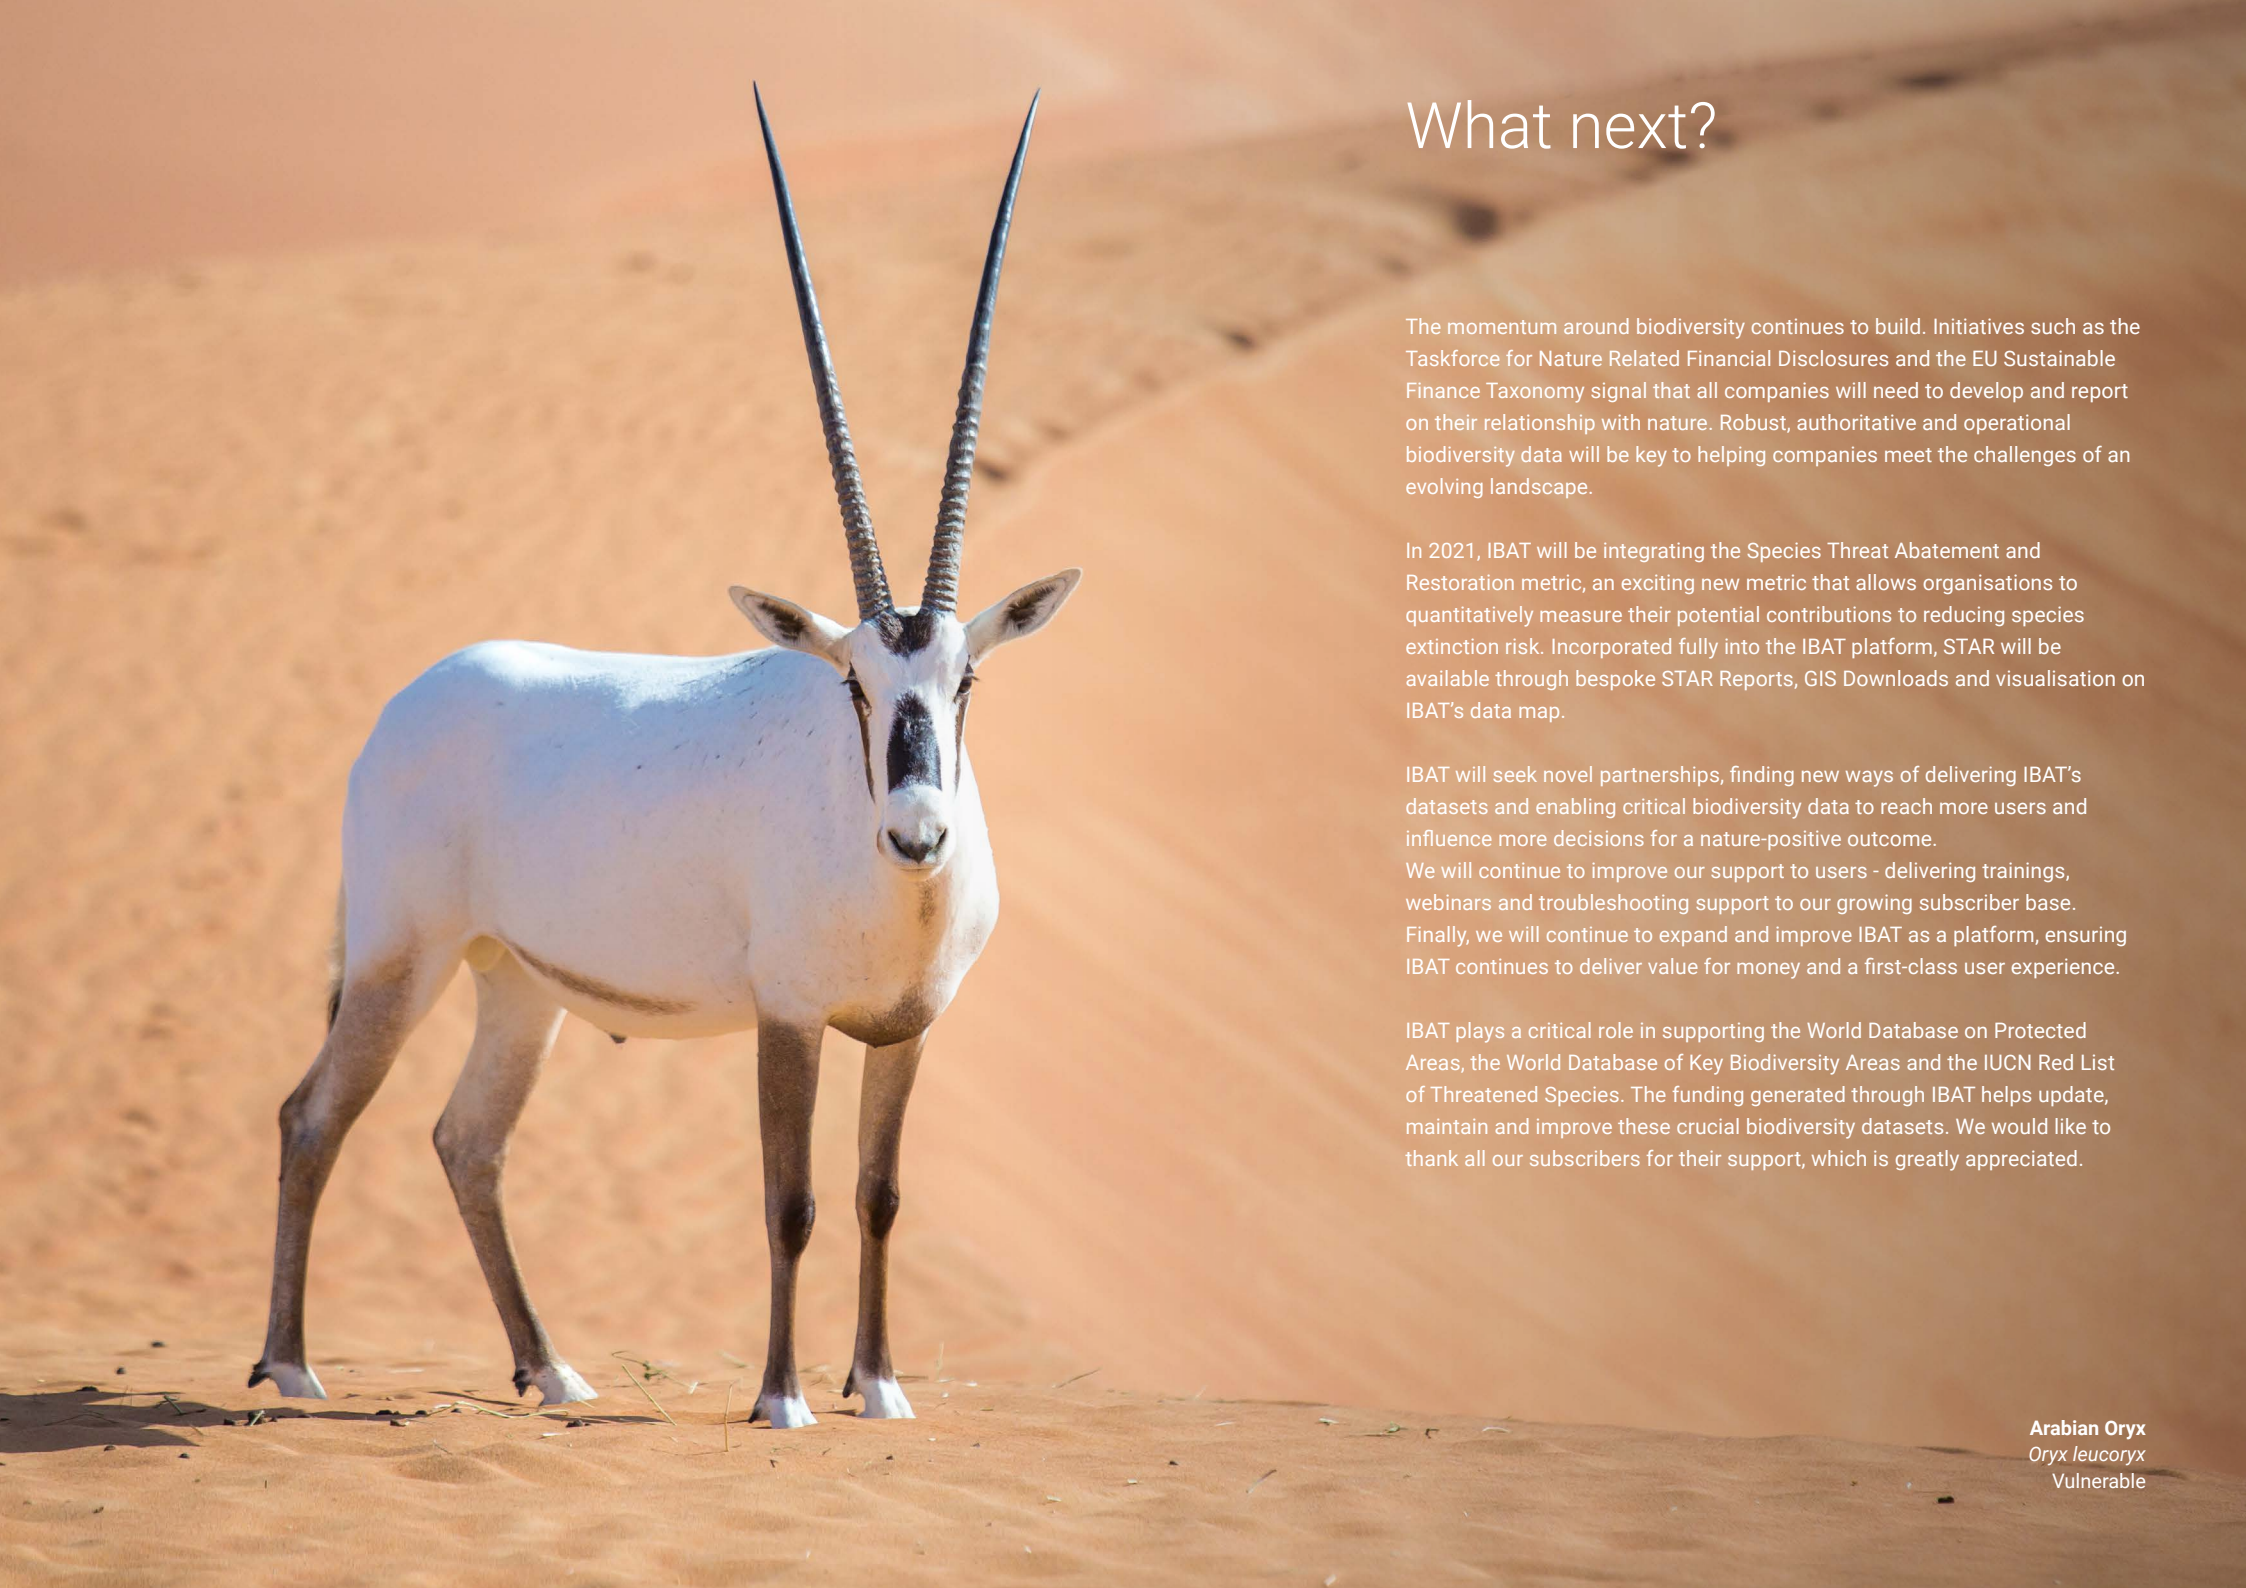 What next?
The momentum around biodiversity continues to build. Initiatives such as the
Taskforce for Nature Related Financial Disclosures and the EU Sustainable
Finance Taxonomy signal that all companies will need to develop and report
on their relationship with nature. Robust, authoritative and operational
biodiversity data will be key to helping companies meet the challenges of an
evolving landscape.
In 2021, IBAT will be integrating the Species Threat Abatement and
Restoration metric, an exciting new metric that allows organisations to
quantitatively measure their potential contributions to reducing species
extinction risk. Incorporated fully into the IBAT platform, STAR will be
available through bespoke STAR Reports, GIS Downloads and visualisation on
IBAT’s data map.
IBAT will seek novel partnerships, finding new ways of delivering IBAT’s
datasets and enabling critical biodiversity data to reach more users and
influence more decisions for a nature-positive outcome.
We will continue to improve our support to users - delivering trainings,
webinars and troubleshooting support to our growing subscriber base.
Finally, we will continue to expand and improve IBAT as a platform, ensuring
IBAT continues to deliver value for money and a first-class user experience.
IBAT plays a critical role in supporting the World Database on Protected
Areas, the World Database of Key Biodiversity Areas and the IUCN Red List
of Threatened Species. The funding generated through IBAT helps update,
maintain and improve these crucial biodiversity datasets. We would like to
thank all our subscribers for their support, which is greatly appreciated.
Arabian Oryx
Oryx leucoryx
Vulnerable